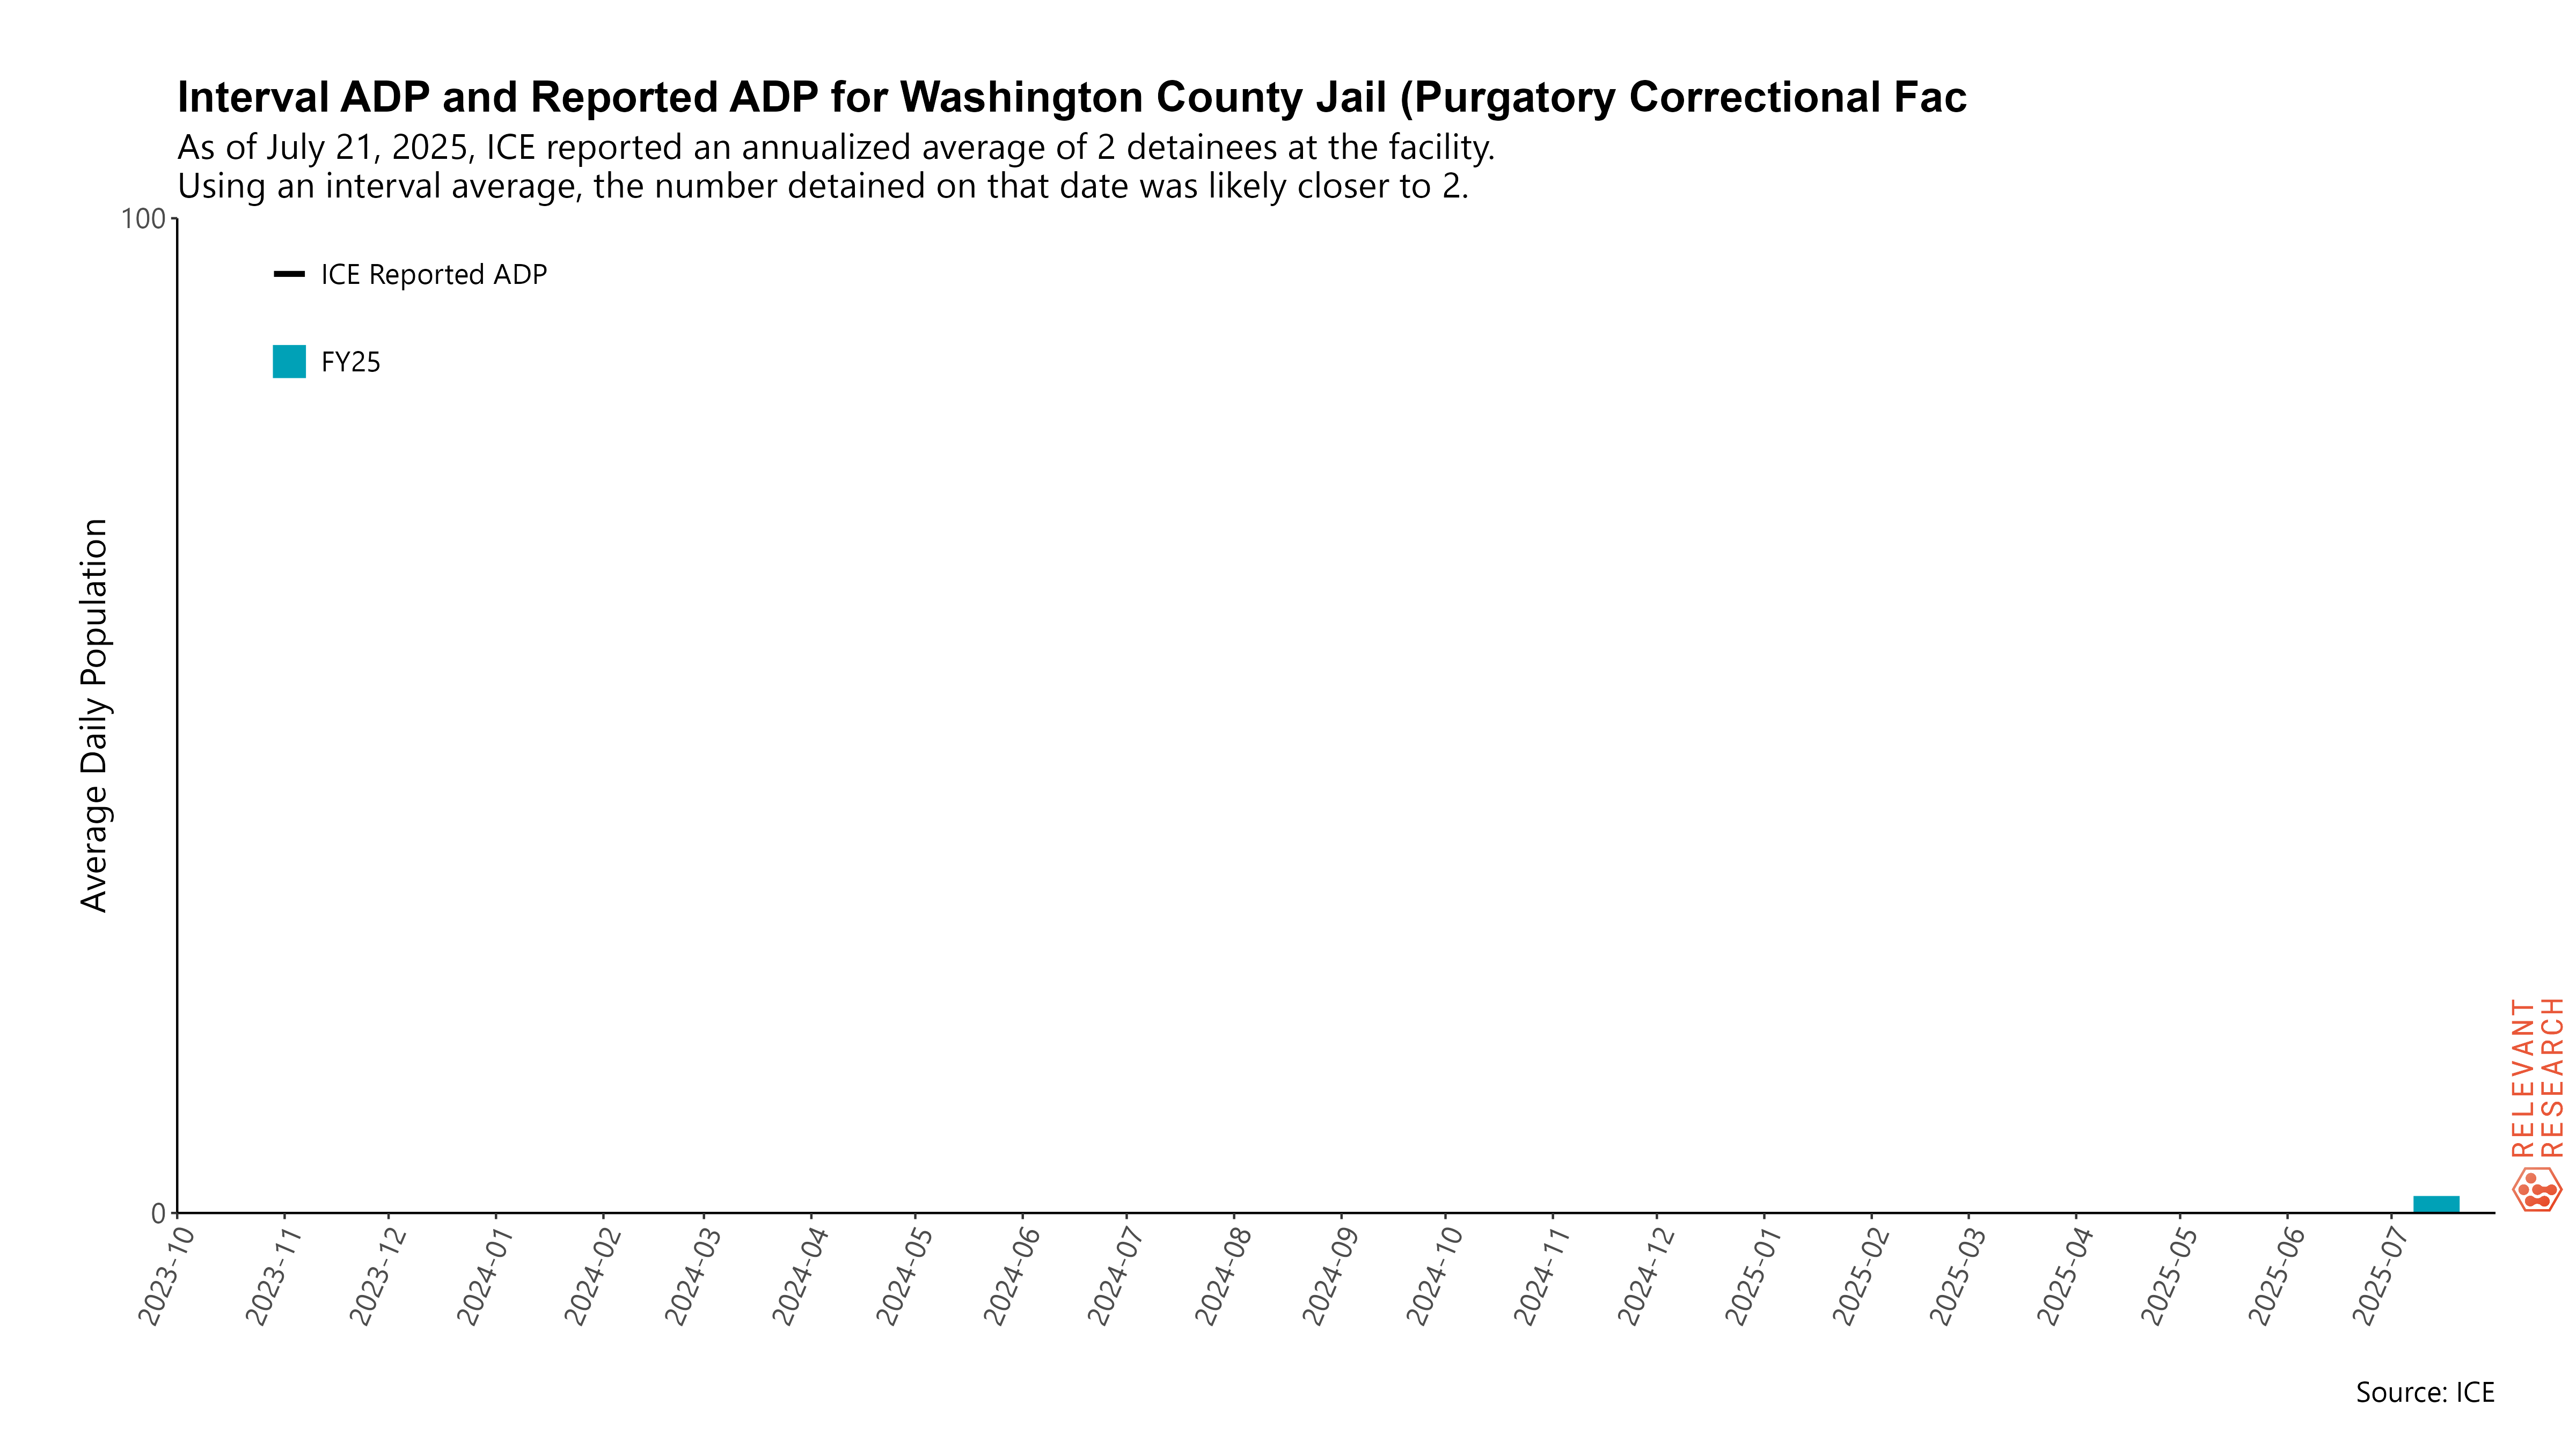 Interval ADP and Reported ADP for Washington County Jail (Purgatory Correctional Fac
As of July 21, 2025, ICE reported an annualized average of 2 detainees at the facility.
Using an interval average, the number detained on that date was likely closer to 2.
100
ICE Reported ADP
FY25
Average Daily Population
0
2023-10
2023-11
2023-12
2024-01
2024-02
2024-03
2024-04
2024-05
2024-06
2024-07
2024-08
2024-09
2024-10
2024-11
2024-12
2025-01
2025-02
2025-03
2025-04
2025-05
2025-06
2025-07
RELEVANT
RESEARCH
Source: ICE